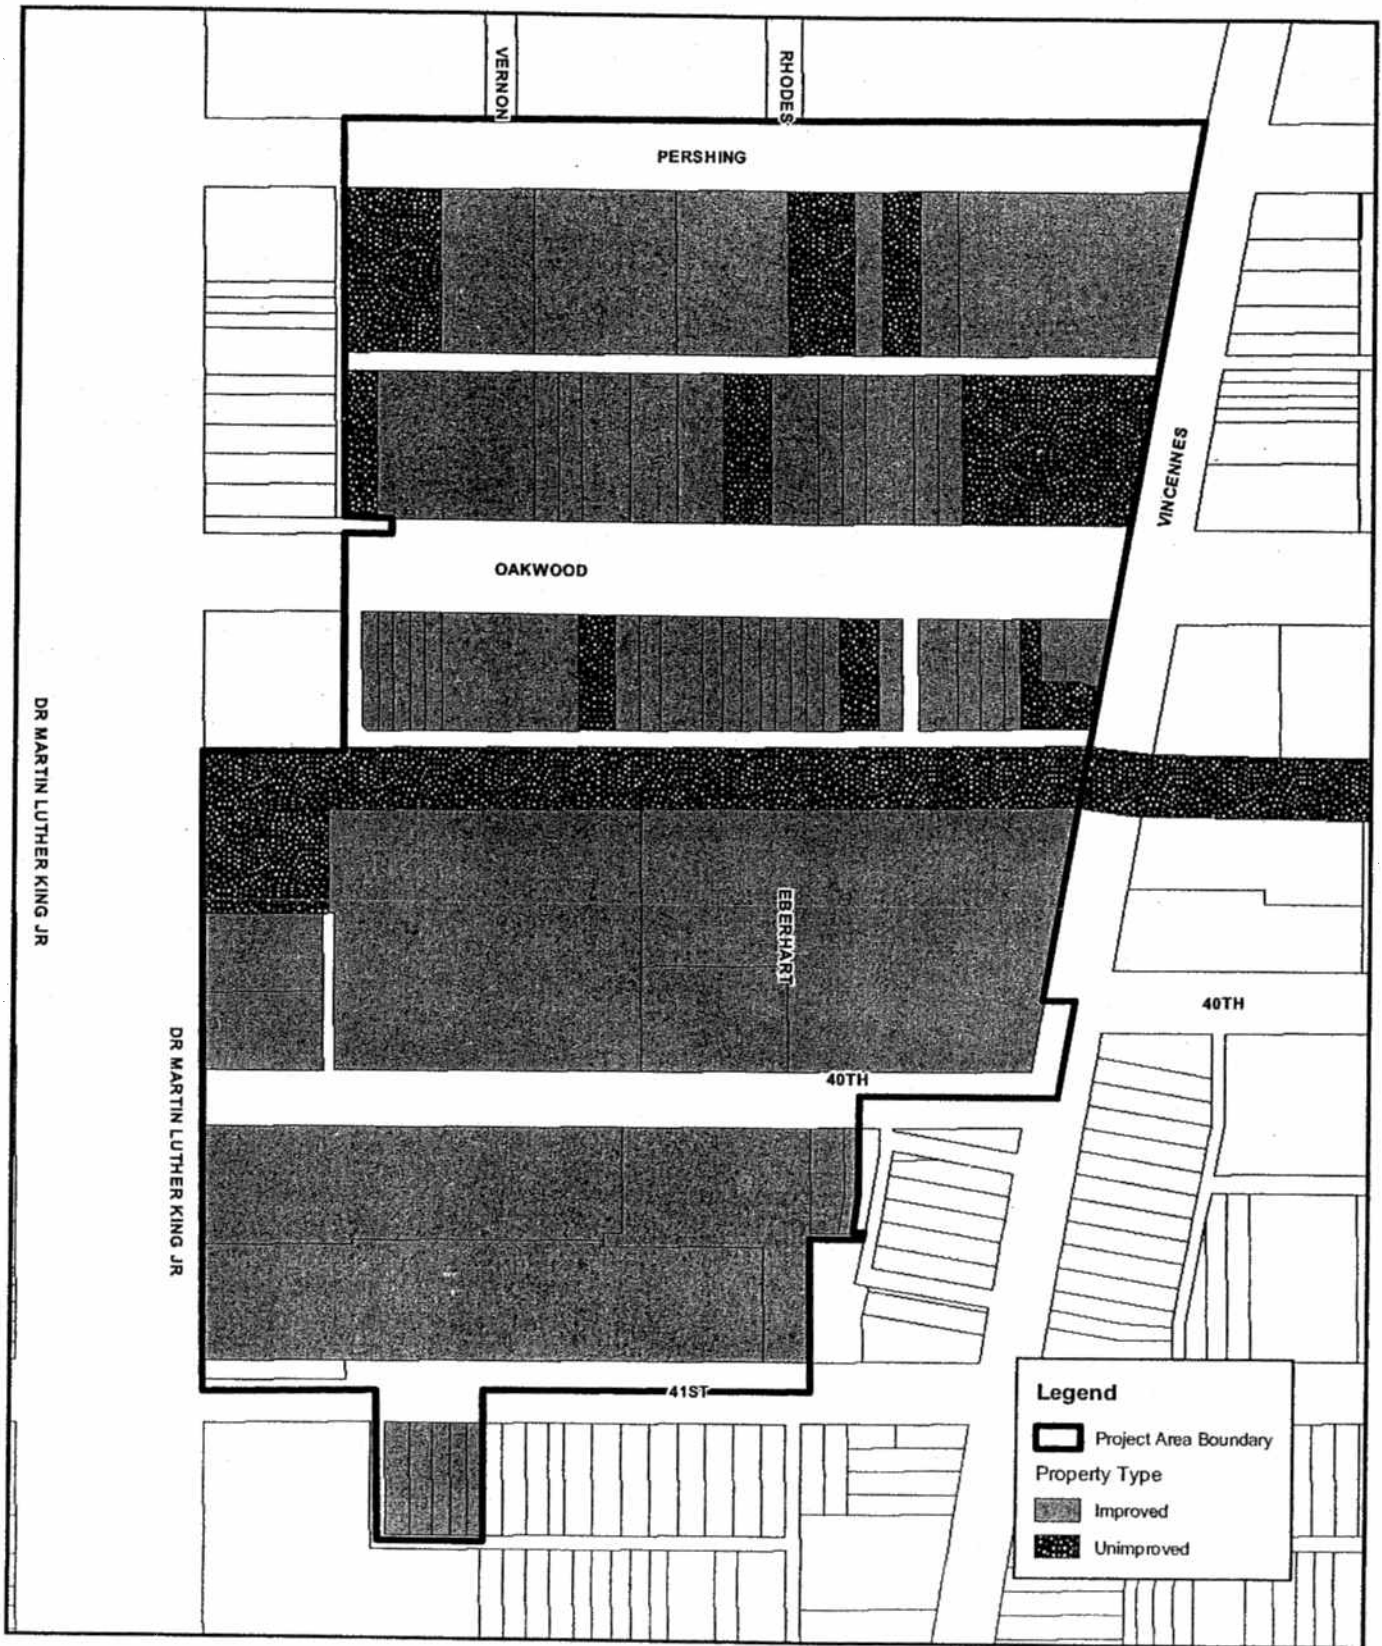 VERNON
RHODES
PERSHING
VINCENNES
OAKWOOD
DR MARTIN LUTHER KING JR
EBERHART
40TH
DR MARTIN LUTHER KING JR
40TH
41ST
Legend
Project Area Boundary
Property Type
Improved
Unimproved